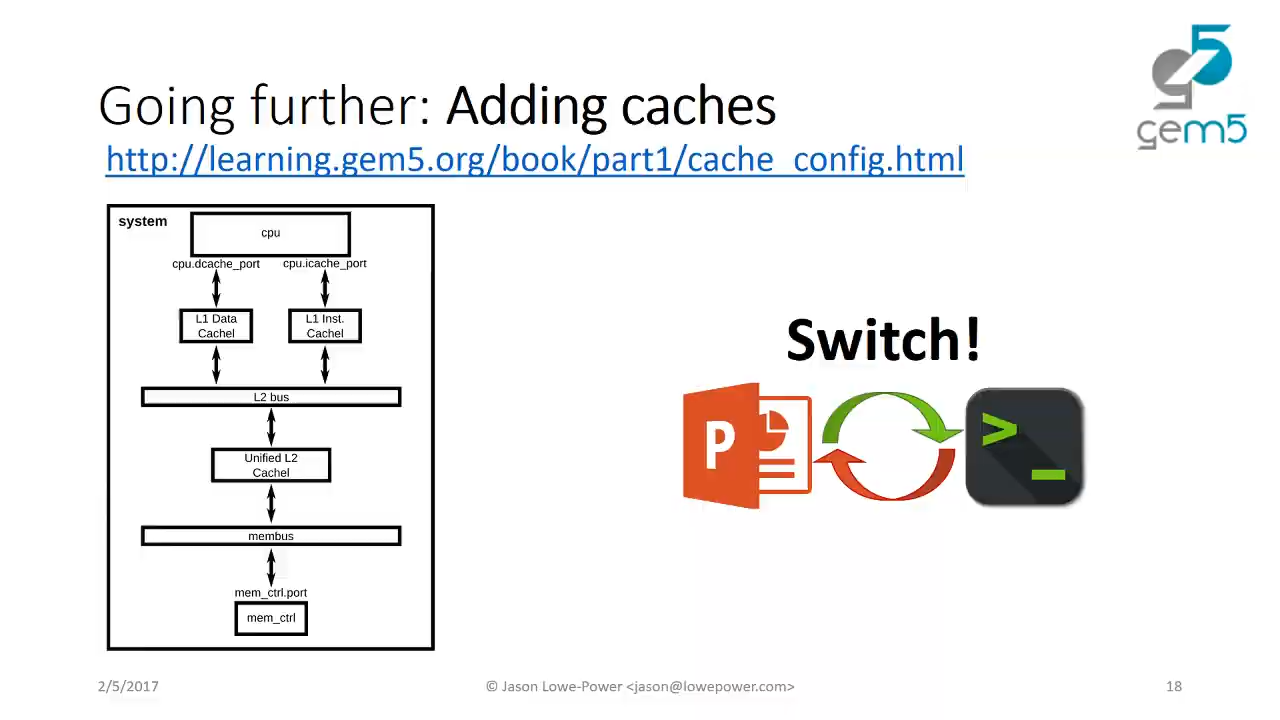 Going further: Adding caches
http://learning.gem5.org/book/part1/cache_config.html
gem5
system
cpu
cpu.dcache_port
cpu.icache_port
L1 Data
Cachel
L1 Inst.
Cachel
L2 bus
Unified L2
Cachel
membus
mem_ctrl.port
mem_ctrl
Switch!
P
>_
2/5/2017
© Jason Lowe-Power <jason@lowepower.com>
18